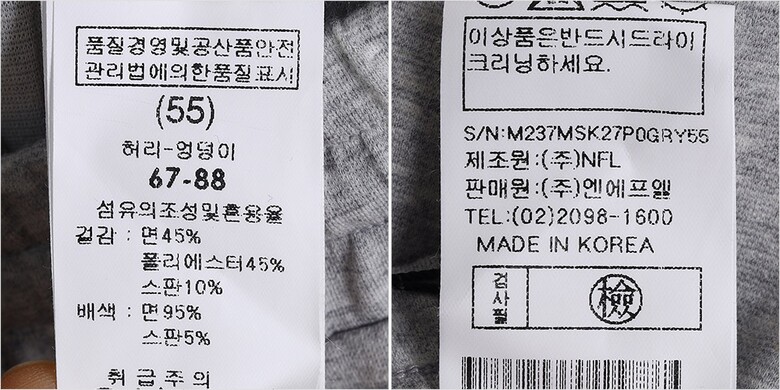 품질경영및공산품안전
관리법에의한품질표시
(55)
허리-엉덩이
67-88
섬유의조성및혼용율
겉감 : 면45%
폴리에스터45%
스판10%
배색 : 면95%
스판5%
취급주의
이상품은반드시드라이
크리닝하세요.
S/N:M237MSK27P0GRY55
제조원:(주)NFL
판매원:(주)엔에프엘
TEL:(02)2098-1600
MADE IN KOREA
검사필
檢